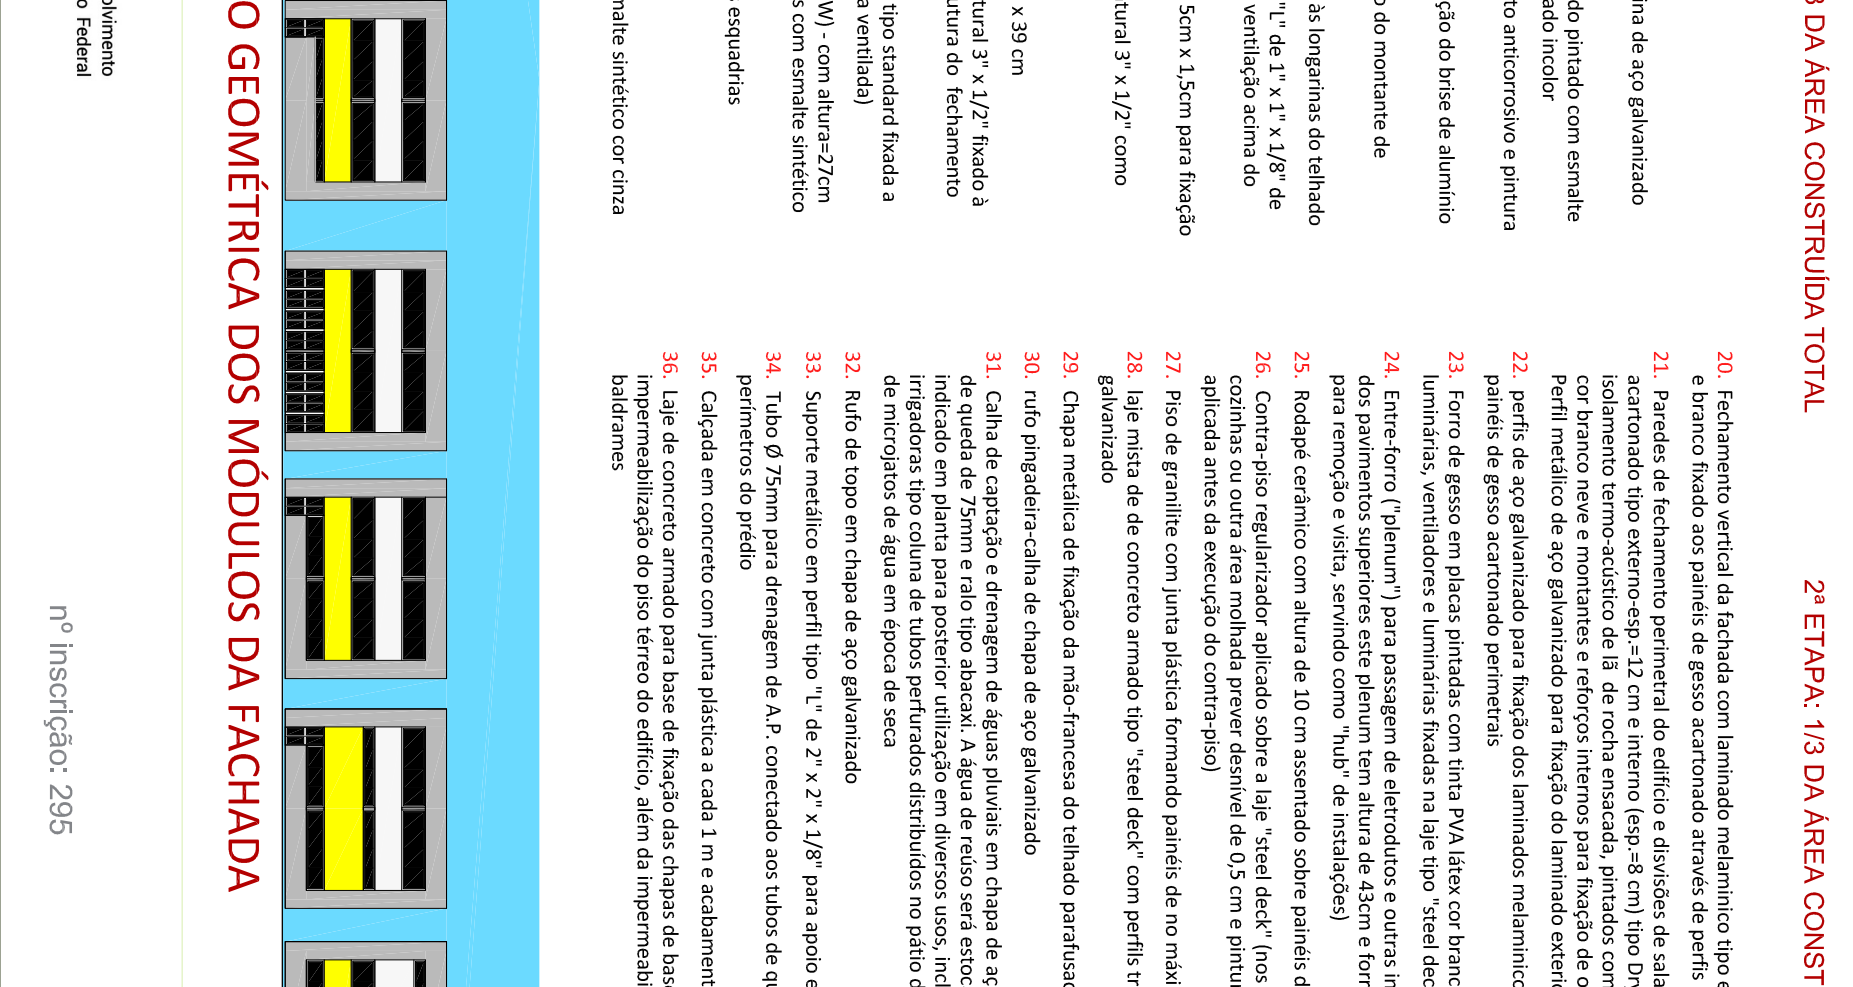 3 DA ÁREA CONSTRUÍDA TOTAL
2ª ETAPA: 1/3 DA ÁREA CONST
ina de aço galvanizado
do pintado com esmalte
ado incolor
to anticorrosivo e pintura
ção do brise de alumínio
o do montante de
às longarinas do telhado
"L" de 1" x 1" x 1/8" de
ventilação acima do
5cm x 1,5cm para fixação
tural 3" x 1/2" como
x 39 cm
tural 3" x 1/2" fixado à
utura do fechamento
tipo standard fixada a
a ventilada)
W) - com altura=27cm
s com esmalte sintético
esquadrias
malte sintético cor cinza
20. Fechamento vertical da fachada com laminado melaminico tipo e
e branco fixado aos painéis de gesso acartonado através de perfis
21. Paredes de fechamento perimetral do edifício e divisões de sala
acartonado tipo externo-esp.=12 cm e interno (esp.=8 cm) tipo Dry
isolamento termo-acústico de lã de rocha ensacada, pintados com
cor branco neve e montantes e reforços internos para fixação de o
Perfil metálico de aço galvanizado para fixação do laminado exterio
22. perfis de aço galvanizado para fixação dos laminados melaminico
painéis de gesso acartonado perimetrais
23. Forro de gesso em placas pintadas com tinta PVA látex cor branc
luminárias, ventiladores e luminárias fixadas na laje tipo "steel dec
24. Entre-forro ("plenum") para passagem de eletrodutos e outras in
dos pavimentos superiores este plenum tem altura de 43cm e forr
para remoção e visita, servindo como "hub" de instalações)
25. Rodapé cerâmico com altura de 10 cm assentado sobre painéis d
26. Contra-piso regularizador aplicado sobre a laje "steel deck" (nos
cozinhas ou outra área molhada prever desnível de 0,5 cm e pintu
aplicada antes da execução do contra-piso)
27. Piso de granilite com junta plástica formando painéis de no máxi
28. laje mista de de concreto armado tipo "steel deck" com perfils tr
galvanizado
29. Chapa metálica de fixação da mão-francesa do telhado parafusad
30. rufo pingadeira-calha de chapa de aço galvanizado
31. Calha de captação e drenagem de águas pluviais em chapa de aç
de queda de 75mm e ralo tipo abacaxi. A água de reúso será estoc
indicado em planta para posterior utilização em diversos usos, incl
irrigadoras tipo coluna de tubos perfurados distribuídos no pátio d
de microjatos de água em época de seca
32. Rufo de topo em chapa de aço galvanizado
33. Suporte metálico em perfil tipo "L" de 2" x 2" x 1/8" para apoio e
34. Tubo Ø 75mm para drenagem de A.P. conectado aos tubos de qu
perímetros do prédio
35. Calçada em concreto com junta plástica a cada 1 m e acabament
36. Laje de concreto armado para base de fixação das chapas de bas
impermeabilização do piso térreo do edifício, além da impermeabi
baldrames
O GEOMÉTRICA DOS MÓDULOS DA FACHADA
olvimento
o Federal
nº inscrição: 295